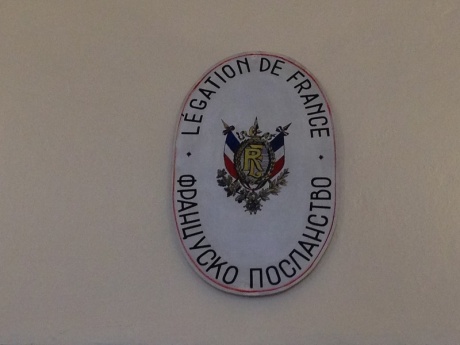 LÉGATION DE FRANCE
RF
ФРАНЦУСКО ПОСЛАНСТВО